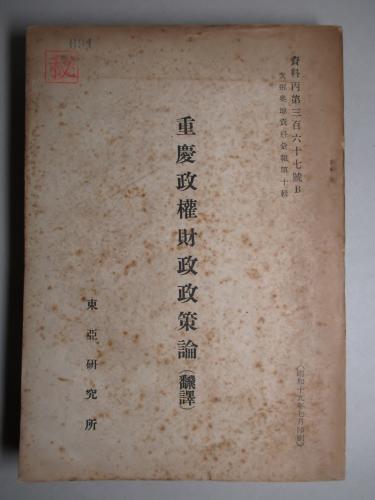 資料丙第三百六十七號B
重慶政權財政政策論(飜譯)
東亞研究所
秘